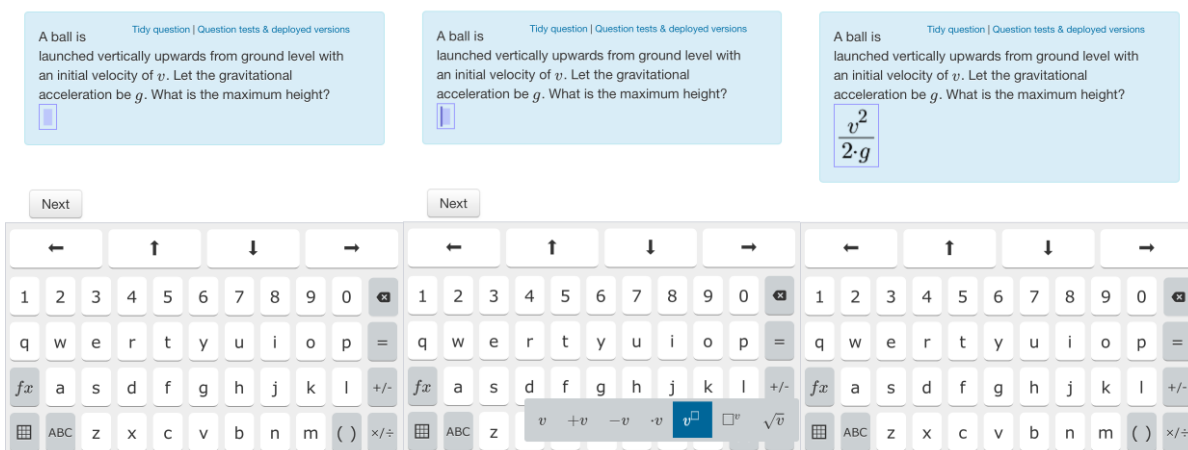 A ball is Tidy question | Question tests & deployed versions
launched vertically upwards from ground level with
an initial velocity of v. Let the gravitational
acceleration be g. What is the maximum height?
Next
← ↑ ↓ →
1 2 3 4 5 6 7 8 9 0
q w e r t y u i o p =
fx a s d f g h j k l +/-
ABC z x c v b n m ( ) ×/÷
A ball is Tidy question | Question tests & deployed versions
launched vertically upwards from ground level with
an initial velocity of v. Let the gravitational
acceleration be g. What is the maximum height?
Next
← ↑ ↓ →
1 2 3 4 5 6 7 8 9 0
q w e r t y u i o p =
fx a s d f g h j k l +/-
ABC z
v +v −v ·v v^□ □^v √v
A ball is Tidy question | Question tests & deployed versions
launched vertically upwards from ground level with
an initial velocity of v. Let the gravitational
acceleration be g. What is the maximum height?
v²
2·g
← ↑ ↓ →
1 2 3 4 5 6 7 8 9 0
q w e r t y u i o p =
fx a s d f g h j k l +/-
ABC z x c v b n m ( ) ×/÷